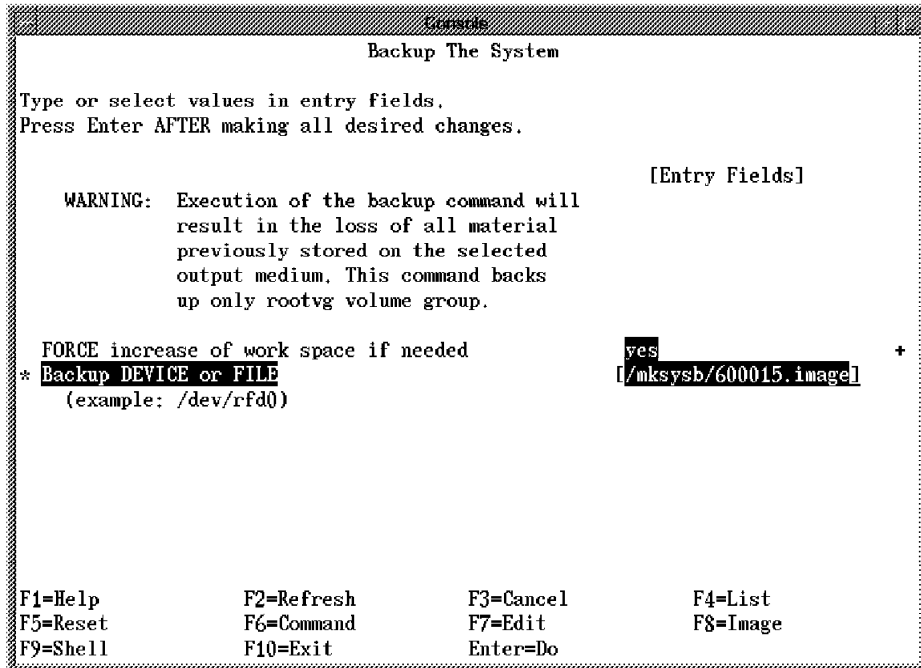 Console
Backup The System
Type or select values in entry fields.
Press Enter AFTER making all desired changes.
[Entry Fields]
WARNING: Execution of the backup command will
result in the loss of all material
previously stored on the selected
output medium. This command backs
up only rootvg volume group.
FORCE increase of work space if needed yes +
* Backup DEVICE or FILE [/mksysb/600015.image]
(example: /dev/rfd0)
F1=Help F2=Refresh F3=Cancel F4=List
F5=Reset F6=Command F7=Edit F8=Image
F9=Shell F10=Exit Enter=Do